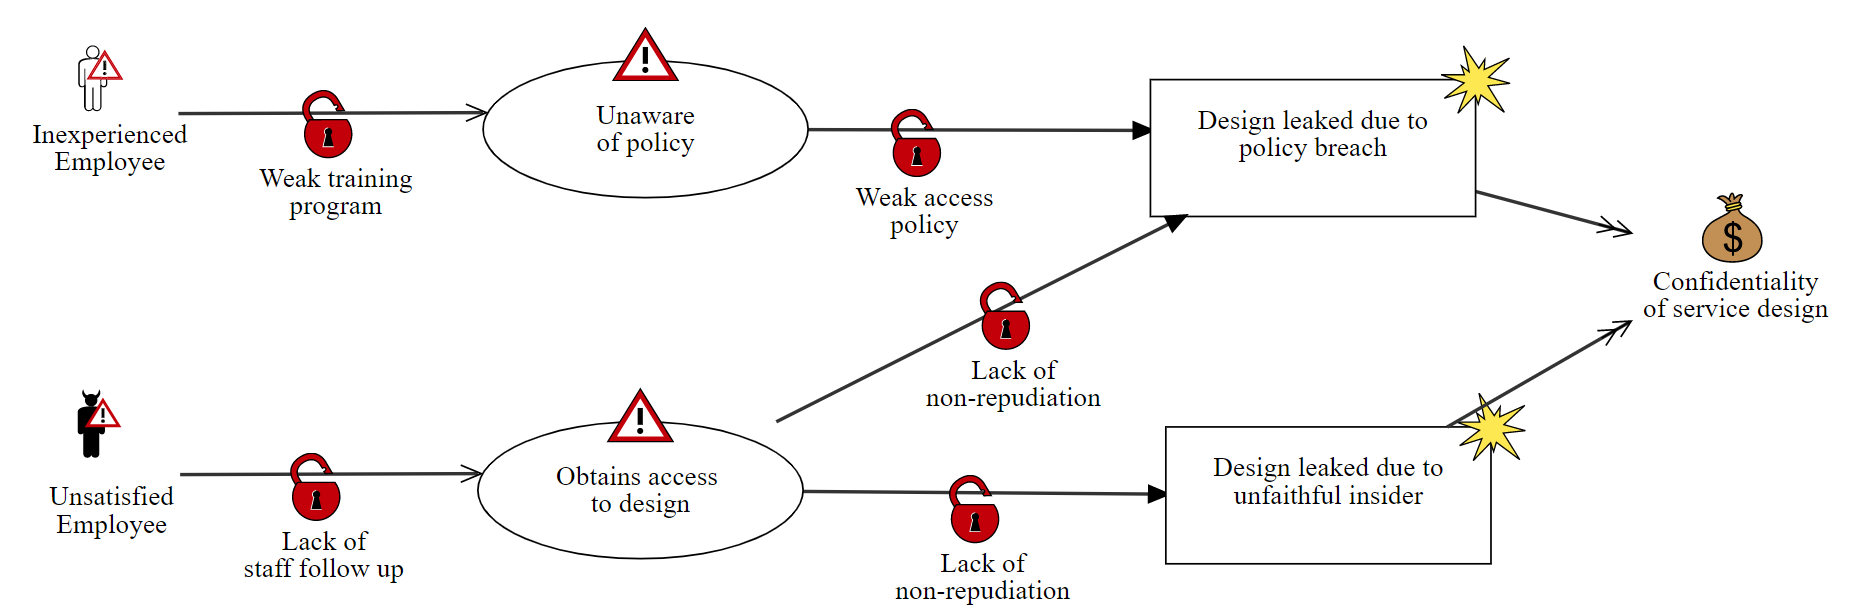 Inexperienced
Employee
Weak training
program
Unaware
of policy
Weak access
policy
Design leaked due to
policy breach
$
Confidentiality
of service design
Lack of
non-repudiation
Unsatisfied
Employee
Lack of
staff follow up
Obtains access
to design
Lack of
non-repudiation
Design leaked due to
unfaithful insider